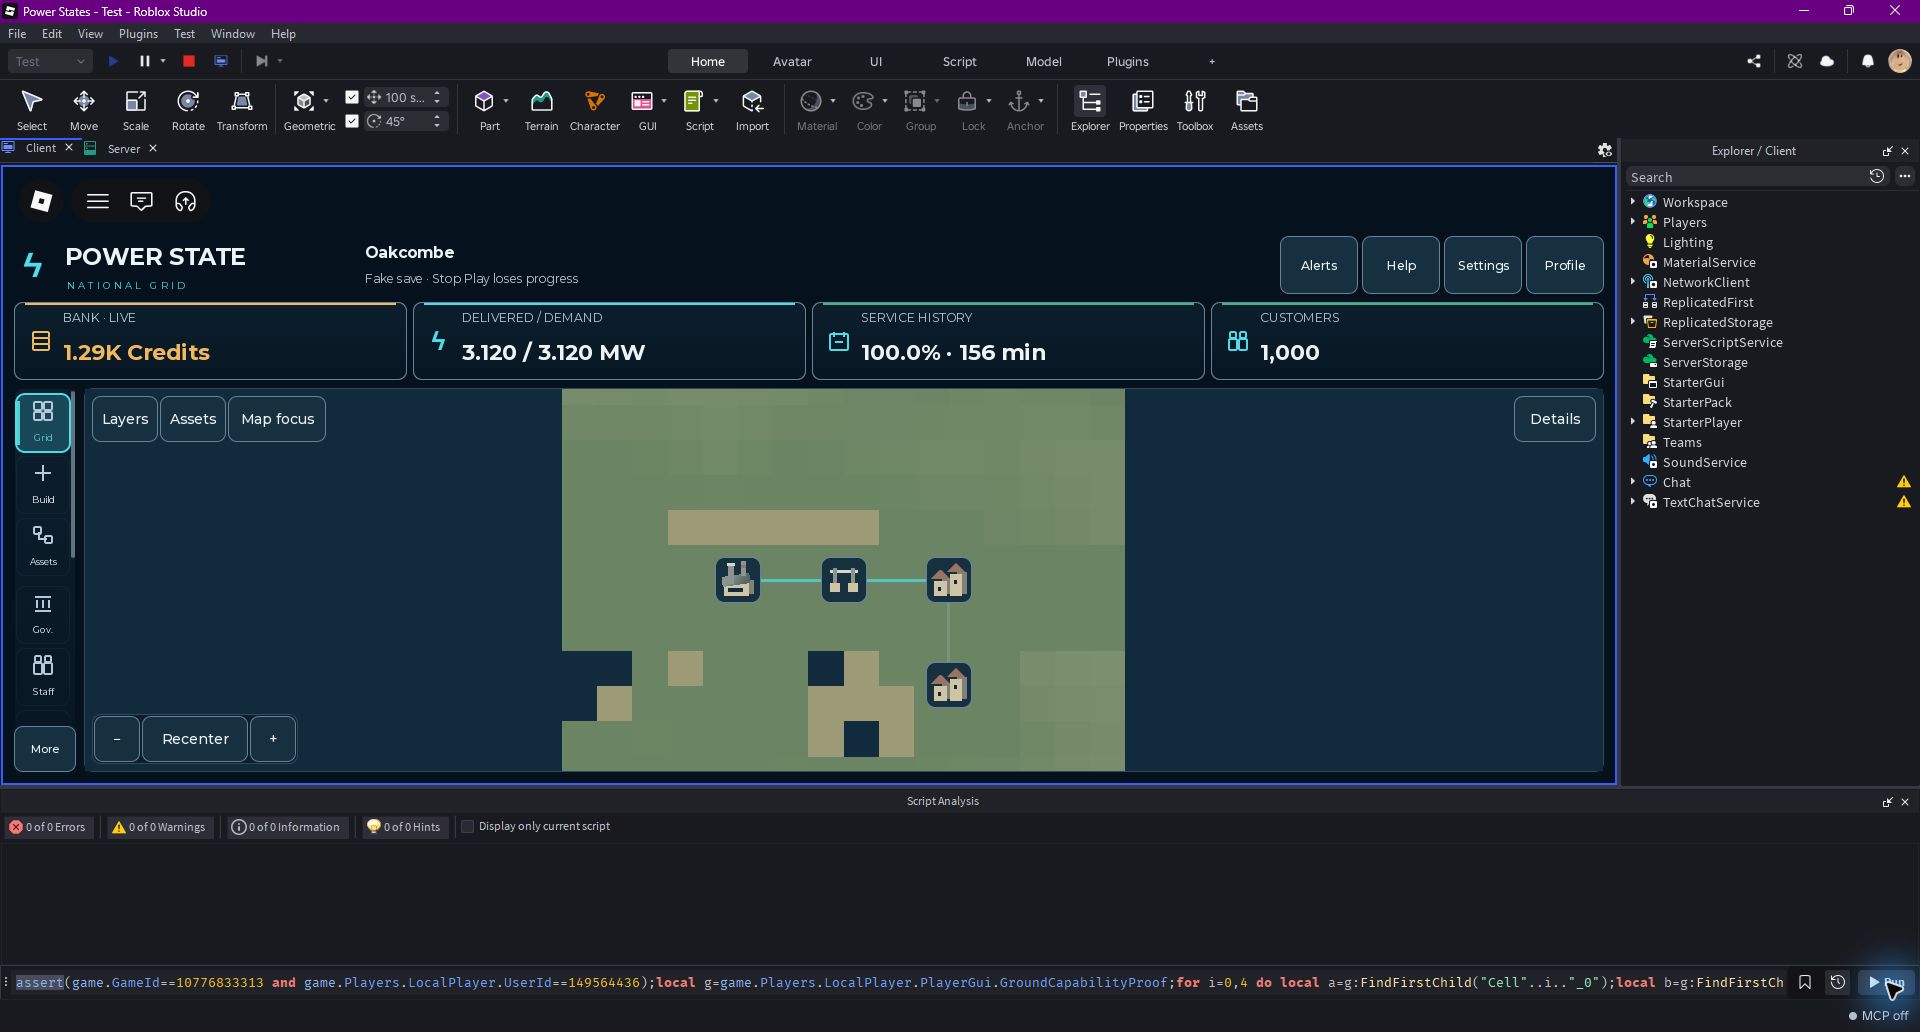 Power States - Test - Roblox Studio
File Edit View Plugins Test Window Help
Test
Home Avatar UI Script Model Plugins +
100 s...
45°
Select Move Scale Rotate Transform Geometric Part Terrain Character GUI Script Import Material Color Group Lock Anchor Explorer Properties Toolbox Assets
Client Server
Explorer / Client
Search
Workspace
Players
Lighting
MaterialService
NetworkClient
ReplicatedFirst
ReplicatedStorage
ServerScriptService
ServerStorage
StarterGui
StarterPack
StarterPlayer
Teams
SoundService
Chat
TextChatService
POWER STATE
NATIONAL GRID
Oakcombe
Fake save · Stop Play loses progress
Alerts Help Settings Profile
BANK · LIVE
1.29K Credits
DELIVERED / DEMAND
3.120 / 3.120 MW
SERVICE HISTORY
100.0% · 156 min
CUSTOMERS
1,000
Grid
Build
Assets
Gov.
Staff
More
Layers Assets Map focus
Details
- Recenter +
Script Analysis
0 of 0 Errors 0 of 0 Warnings 0 of 0 Information 0 of 0 Hints Display only current script
assert(game.GameId==10776833313 and game.Players.LocalPlayer.UserId==149564436);local g=game.Players.LocalPlayer.PlayerGui.GroundCapabilityProof;for i=0,4 do local a=g:FindFirstChild("Cell"..i.."_0");local b=g:FindFirstCh
MCP off